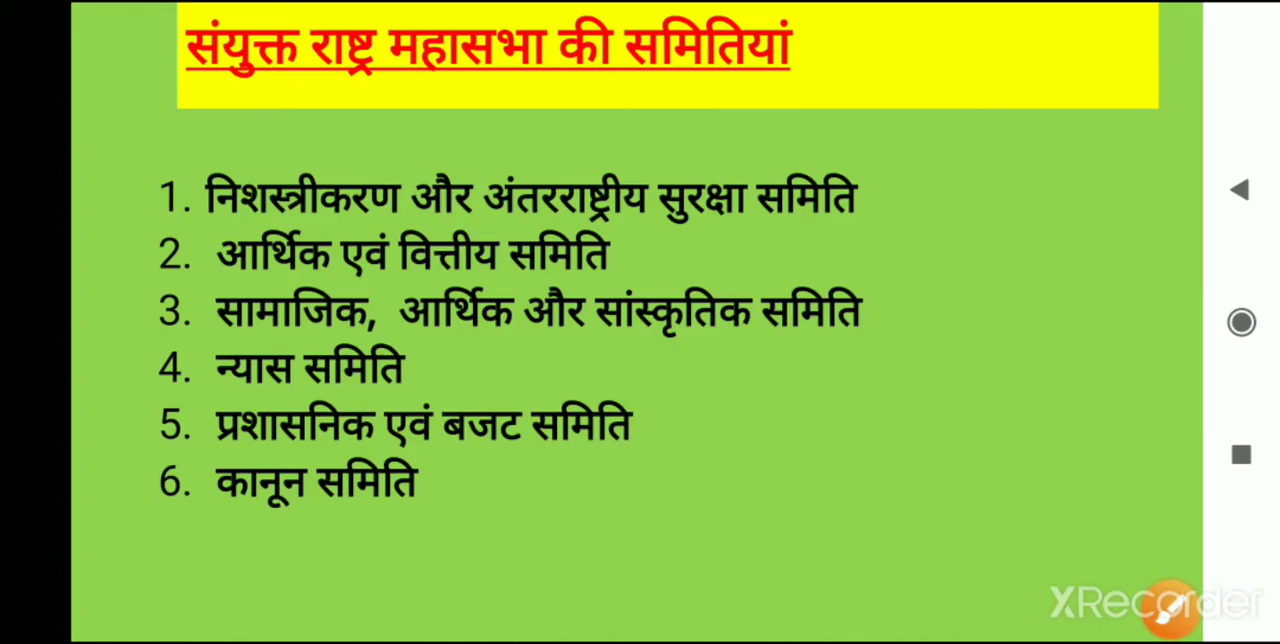 संयुक्त राष्ट्र महासभा की समितियां
1. निशस्त्रीकरण और अंतरराष्ट्रीय सुरक्षा समिति
2. आर्थिक एवं वित्तीय समिति
3. सामाजिक, आर्थिक और सांस्कृतिक समिति
4. न्यास समिति
5. प्रशासनिक एवं बजट समिति
6. कानून समिति
XRecorder